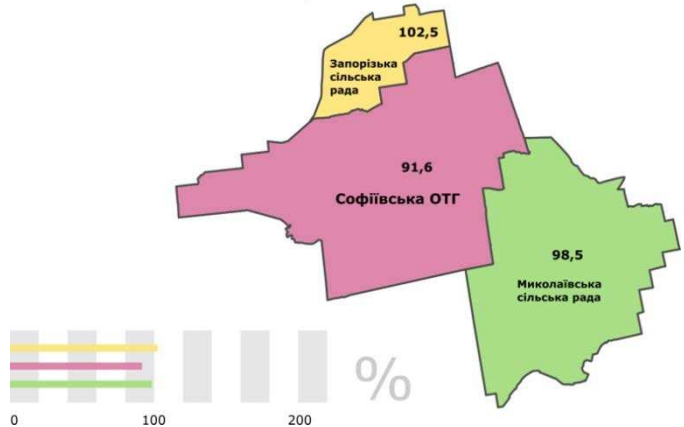 102,5
Запорізька
сільська
рада
91,6
Софіївська ОТГ
98,5
Миколаївська
сільська рада
%
0 100 200